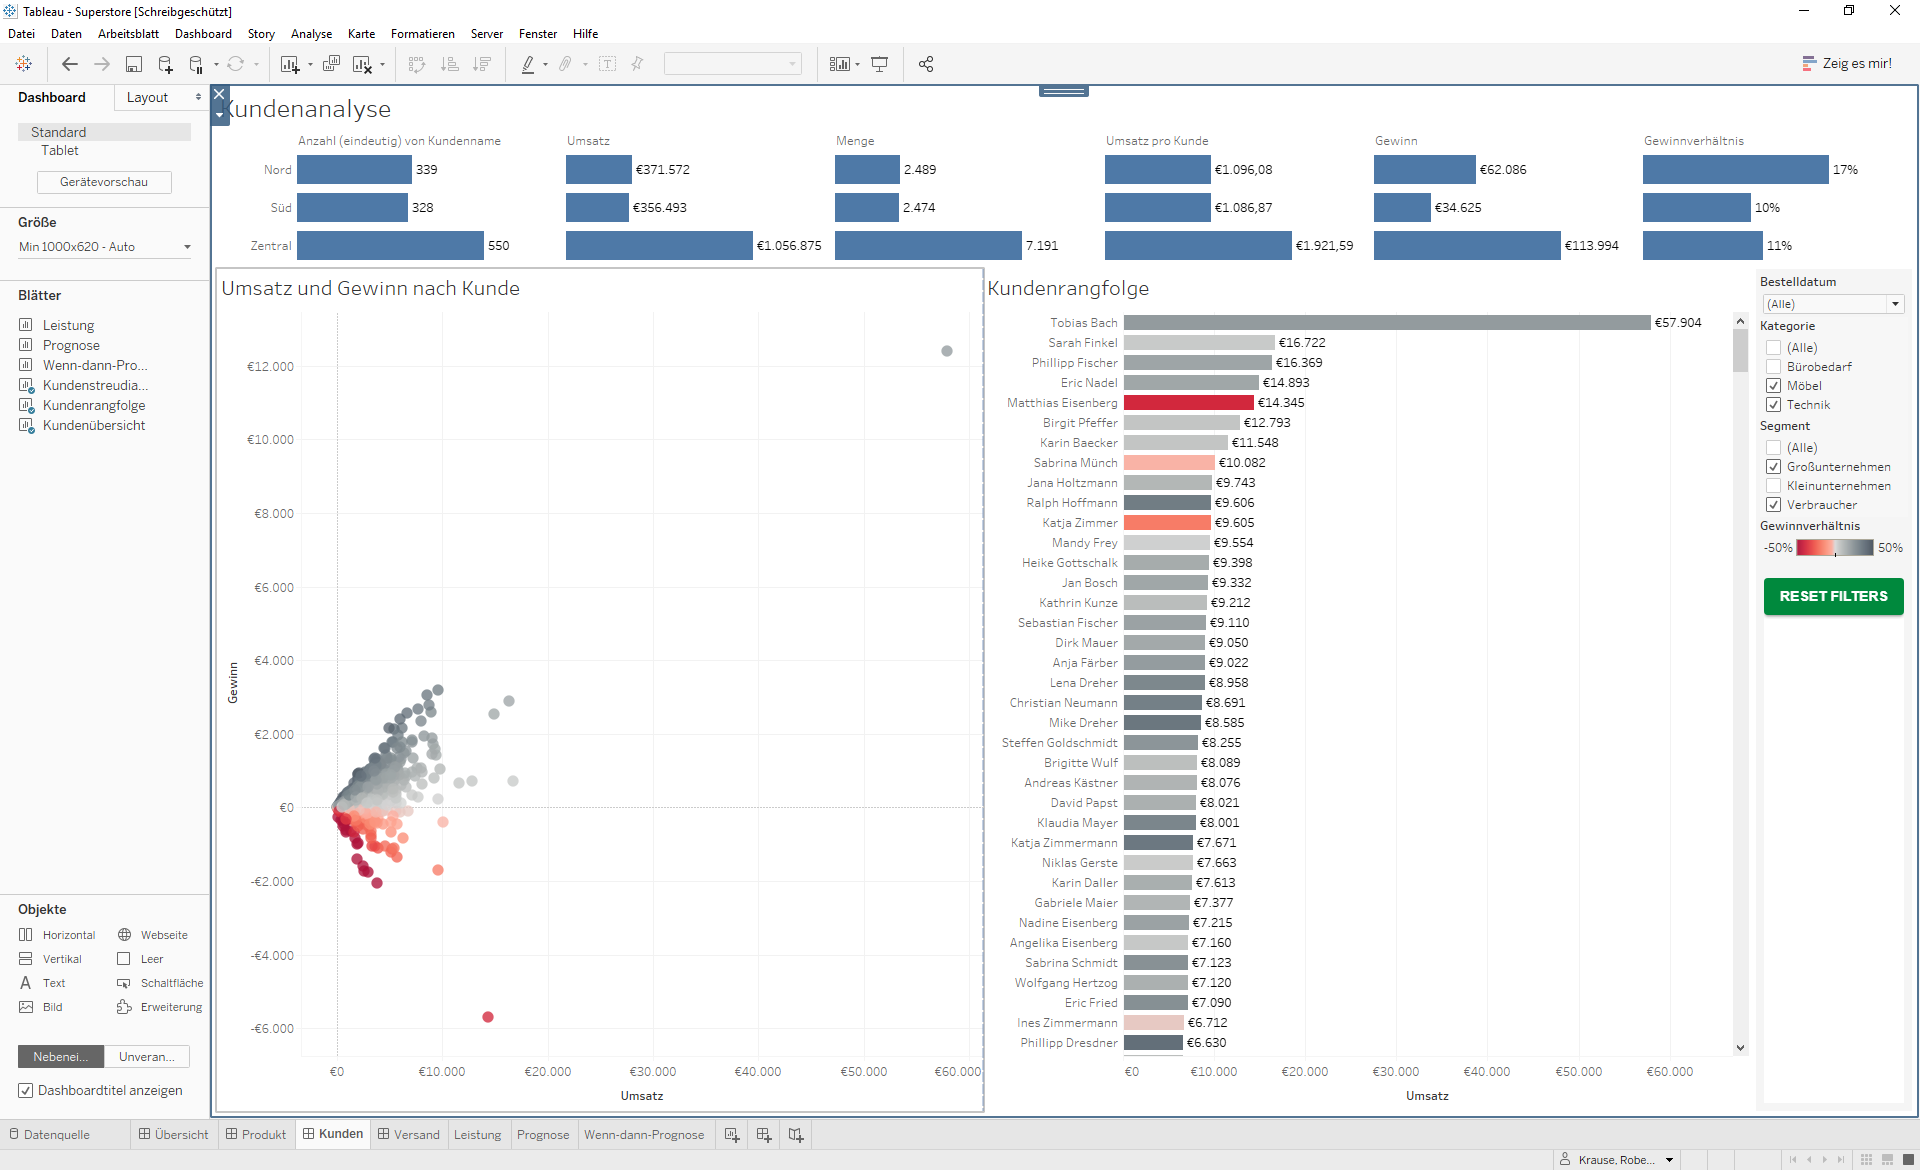 Tableau - Superstore [Schreibgeschützt]
Datei Daten Arbeitsblatt Dashboard Story Analyse Karte Formatieren Server Fenster Hilfe
Zeig es mir!
Dashboard Layout
Standard
Tablet
Gerätevorschau
Größe
Min 1000x620 - Auto
Blätter
Leistung
Prognose
Wenn-dann-Pro...
Kundenstreudia...
Kundenrangfolge
Kundenübersicht
Objekte
Horizontal Webseite
Vertikal Leer
Text Schaltfläche
Bild Erweiterung
Nebenei... Unveran...
Dashboardtitel anzeigen
Kundenanalyse
Anzahl (eindeutig) von Kundenname Umsatz Menge Umsatz pro Kunde Gewinn Gewinnverhältnis
Nord 339 €371.572 2.489 €1.096,08 €62.086 17%
Süd 328 €356.493 2.474 €1.086,87 €34.625 10%
Zentral 550 €1.056.875 7.191 €1.921,59 €113.994 11%
Umsatz und Gewinn nach Kunde
€12.000
€10.000
€8.000
€6.000
€4.000
€2.000
€0
-€2.000
-€4.000
-€6.000
Gewinn
€0 €10.000 €20.000 €30.000 €40.000 €50.000 €60.000
Umsatz
Kundenrangfolge
Tobias Bach €57.904
Sarah Finkel €16.722
Phillipp Fischer €16.369
Eric Nadel €14.893
Matthias Eisenberg €14.345
Birgit Pfeffer €12.793
Karin Baecker €11.548
Sabrina Münch €10.082
Jana Holtzmann €9.743
Ralph Hoffmann €9.606
Katja Zimmer €9.605
Mandy Frey €9.554
Heike Gottschalk €9.398
Jan Bosch €9.332
Kathrin Kunze €9.212
Sebastian Fischer €9.110
Dirk Mauer €9.050
Anja Färber €9.022
Lena Dreher €8.958
Christian Neumann €8.691
Mike Dreher €8.585
Steffen Goldschmidt €8.255
Brigitte Wulf €8.089
Andreas Kästner €8.076
David Papst €8.021
Klaudia Mayer €8.001
Katja Zimmermann €7.671
Niklas Gerste €7.663
Karin Daller €7.613
Gabriele Maier €7.377
Nadine Eisenberg €7.215
Angelika Eisenberg €7.160
Sabrina Schmidt €7.123
Wolfgang Hertzog €7.120
Eric Fried €7.090
Ines Zimmermann €6.712
Phillipp Dresdner €6.630
€0 €10.000 €20.000 €30.000 €40.000 €50.000 €60.000
Umsatz
Bestelldatum
(Alle)
Kategorie
(Alle)
Bürobedarf
Möbel
Technik
Segment
(Alle)
Großunternehmen
Kleinunternehmen
Verbraucher
Gewinnverhältnis
-50% 50%
RESET FILTERS
Datenquelle Übersicht Produkt Kunden Versand Leistung Prognose Wenn-dann-Prognose
Krause, Robe...